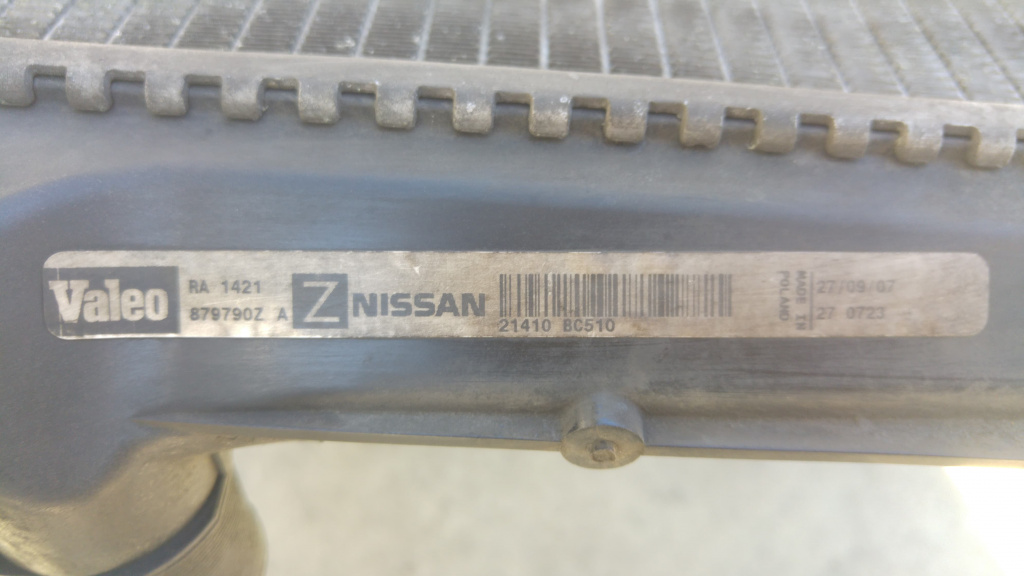 Valeo
RA 1421
879790Z A
Z NISSAN
21410 8C510
MADE IN
POLAND
27/09/07
27 0723